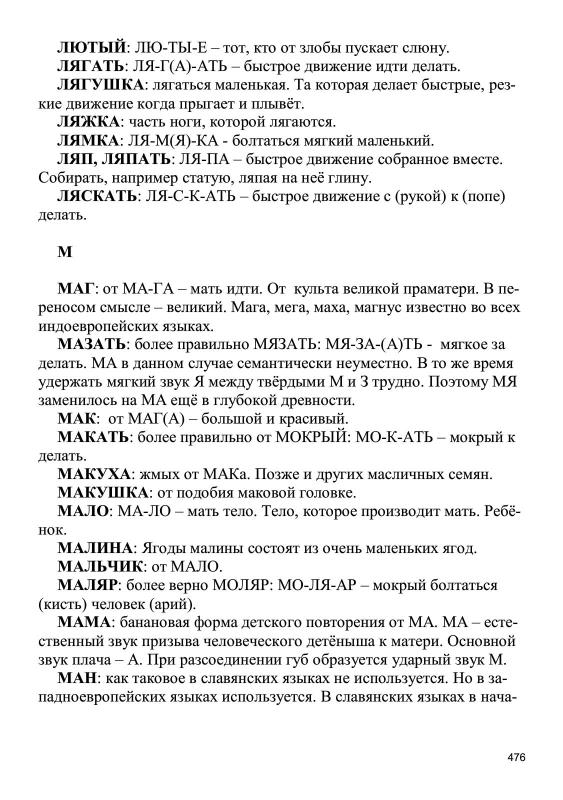 ЛЮТЫЙ: ЛЮ-ТЫ-Е – тот, кто от злобы пускает слюну.
ЛЯГАТЬ: ЛЯ-Г(А)-АТЬ – быстрое движение идти делать.
ЛЯГУШКА: лягаться маленькая. Та которая делает быстрые, рез-
кие движение когда прыгает и плывёт.
ЛЯЖКА: часть ноги, которой лягаются.
ЛЯМКА: ЛЯ-М(Я)-КА - болтаться мягкий маленький.
ЛЯП, ЛЯПАТЬ: ЛЯ-ПА – быстрое движение собранное вместе.
Собирать, например статую, ляпая на неё глину.
ЛЯСКАТЬ: ЛЯ-С-К-АТЬ – быстрое движение с (рукой) к (попе)
делать.
М
МАГ: от МА-ГА – мать идти. От культа великой праматери. В пе-
реносом смысле – великий. Мага, мега, маха, магнус известно во всех
индоевропейских языках.
МАЗАТЬ: более правильно МЯЗАТЬ: МЯ-ЗА-(А)ТЬ - мягкое за
делать. МА в данном случае семантически неуместно. В то же время
удержать мягкий звук Я между твёрдыми М и З трудно. Поэтому МЯ
заменилось на МА ещё в глубокой древности.
МАК: от МАГ(А) – большой и красивый.
МАКАТЬ: более правильно от МОКРЫЙ: МО-К-АТЬ – мокрый к
делать.
МАКУХА: жмых от МАКа. Позже и других масличных семян.
МАКУШКА: от подобия маковой головке.
МАЛО: МА-ЛО – мать тело. Тело, которое производит мать. Ребё-
нок.
МАЛИНА: Ягоды малины состоят из очень маленьких ягод.
МАЛЬЧИК: от МАЛО.
МАЛЯР: более верно МОЛЯР: МО-ЛЯ-АР – мокрый болтаться
(кисть) человек (арий).
МАМА: банановая форма детского повторения от МА. МА – есте-
ственный звук призыва человеческого детёныша к матери. Основной
звук плача – А. При разсоединении губ образуется ударный звук М.
МАН: как таковое в славянских языках не используется. Но в за-
падноевропейских языках используется. В славянских языках в нача-
476